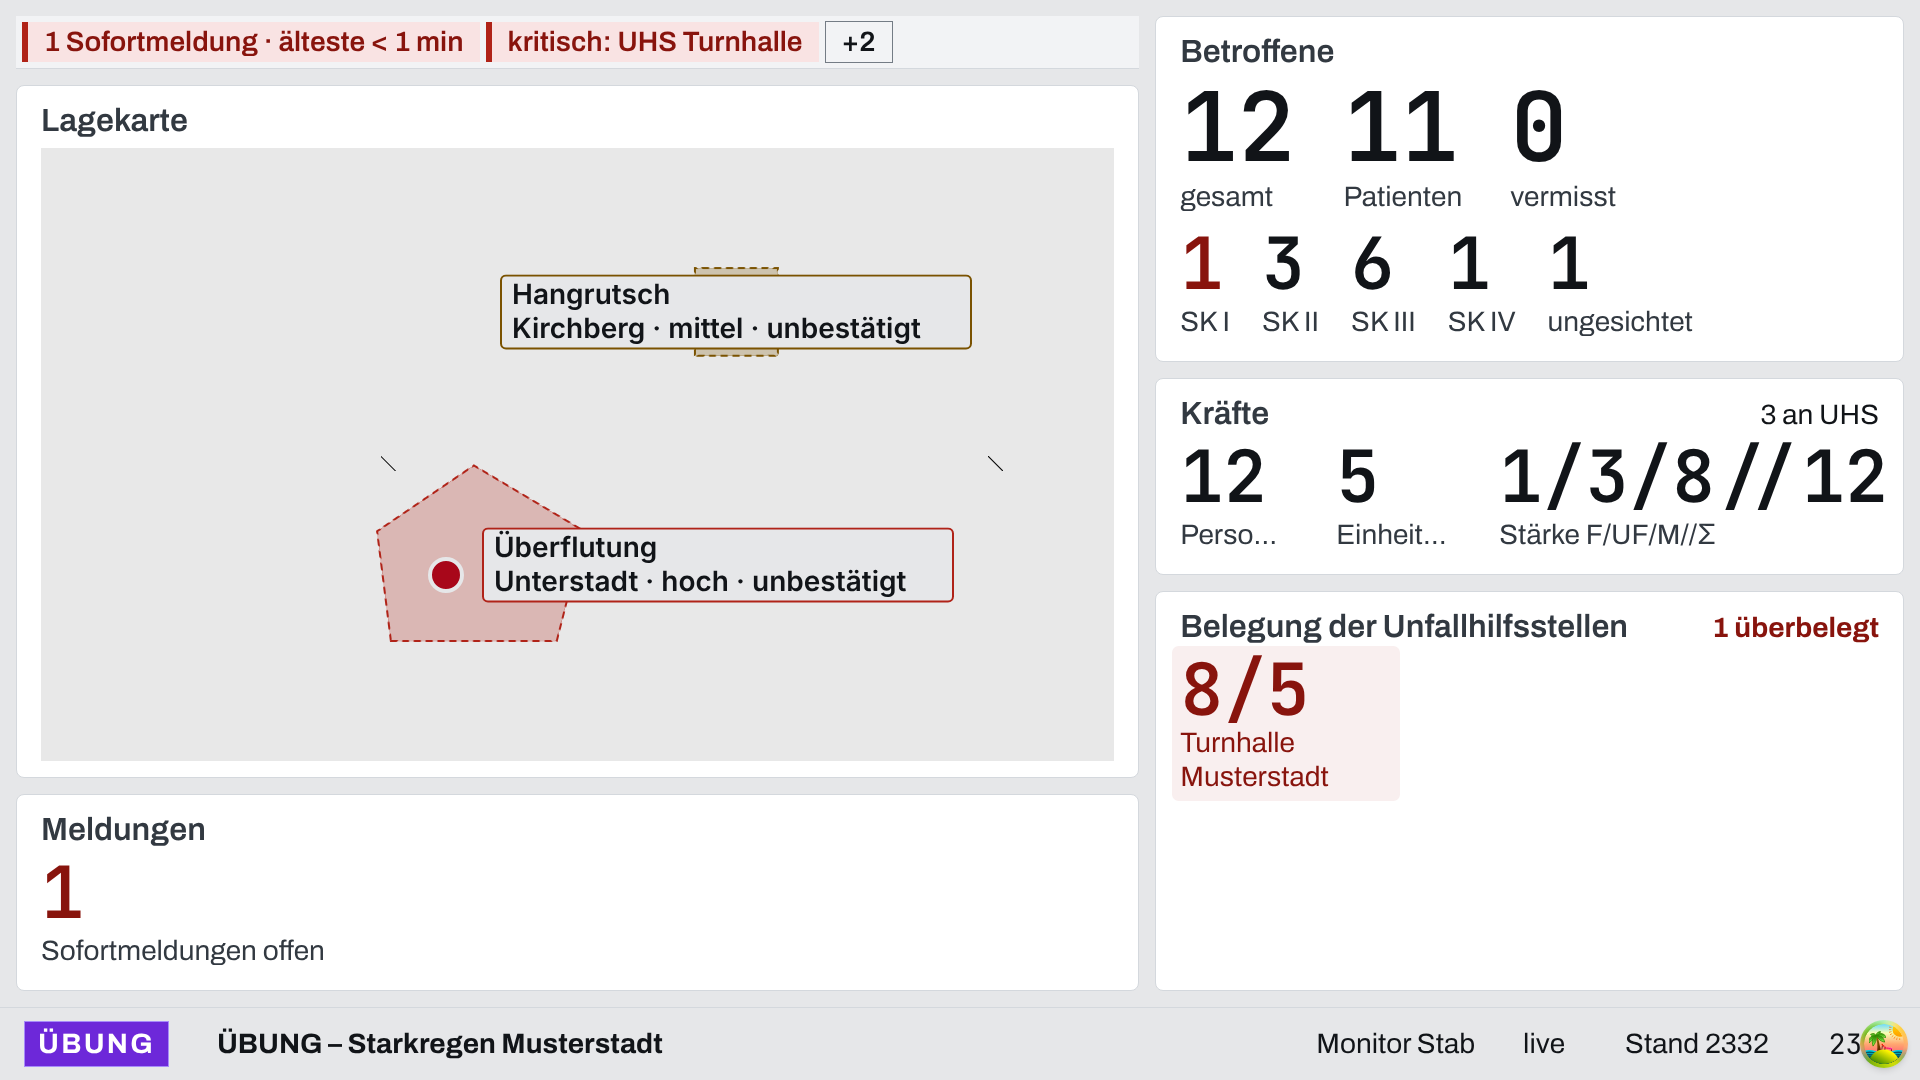 1 Sofortmeldung · älteste < 1 min
kritisch: UHS Turnhalle
+2
Lagekarte
Hangrutsch
Kirchberg · mittel · unbestätigt
Überflutung
Unterstadt · hoch · unbestätigt
Meldungen
1
Sofortmeldungen offen
Betroffene
12 11 0
gesamt Patienten vermisst
1 3 6 1 1
SK I SK II SK III SK IV ungesichtet
Kräfte
3 an UHS
12 5 1/3/8//12
Perso... Einheit... Stärke F/UF/M//Σ
Belegung der Unfallhilfsstellen
1 überbelegt
8/5
Turnhalle
Musterstadt
ÜBUNG
ÜBUNG – Starkregen Musterstadt
Monitor Stab
live
Stand 2332